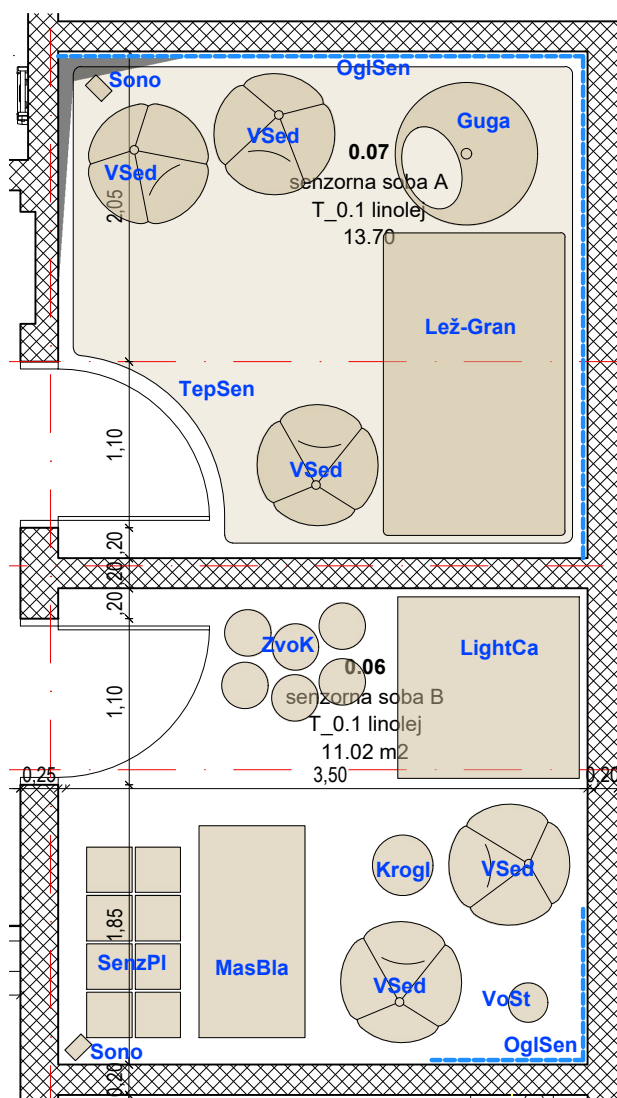 Sono
OglSen
VSed
VSed
Guga
0.07
senzorna soba A
T_0.1 linolej
13.70
2,05
Lež-Gran
TepSen
1,10
VSed
,20
,20
,20
ZvoK
LightCa
0.06
senzorna soba B
T_0.1 linolej
11.02 m2
1,10
0,25
3,50
0,20
Krogl
VSed
1,85
SenzPl
MasBla
VSed
VoSt
Sono
OglSen
0,20